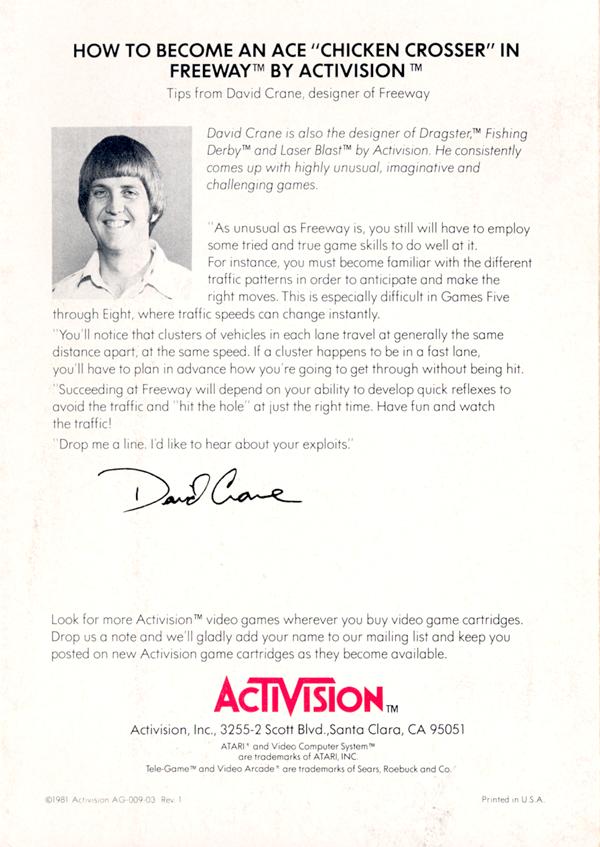 HOW TO BECOME AN ACE "CHICKEN CROSSER" IN
FREEWAY™ BY ACTIVISION™
Tips from David Crane, designer of Freeway
David Crane is also the designer of Dragster,™ Fishing
Derby™ and Laser Blast™ by Activision. He consistently
comes up with highly unusual, imaginative and
challenging games.
"As unusual as Freeway is, you still will have to employ
some tried and true game skills to do well at it.
For instance, you must become familiar with the different
traffic patterns in order to anticipate and make the
right moves. This is especially difficult in Games Five
through Eight, where traffic speeds can change instantly.
"You'll notice that clusters of vehicles in each lane travel at generally the same
distance apart, at the same speed. If a cluster happens to be in a fast lane,
you'll have to plan in advance how you're going to get through without being hit.
"Succeeding at Freeway will depend on your ability to develop quick reflexes to
avoid the traffic and "hit the hole" at just the right time. Have fun and watch
the traffic!
"Drop me a line. I'd like to hear about your exploits."
David Crane
Look for more Activision™ video games wherever you buy video game cartridges.
Drop us a note and we'll gladly add your name to our mailing list and keep you
posted on new Activision game cartridges as they become available.
ACTIVISION™
Activision, Inc., 3255-2 Scott Blvd.,Santa Clara, CA 95051
ATARI® and Video Computer System™
are trademarks of ATARI, INC.
Tele-Game™ and Video Arcade® are trademarks of Sears, Roebuck and Co.
©1981 Activision AG-009-03 Rev. 1
Printed in U.S.A.